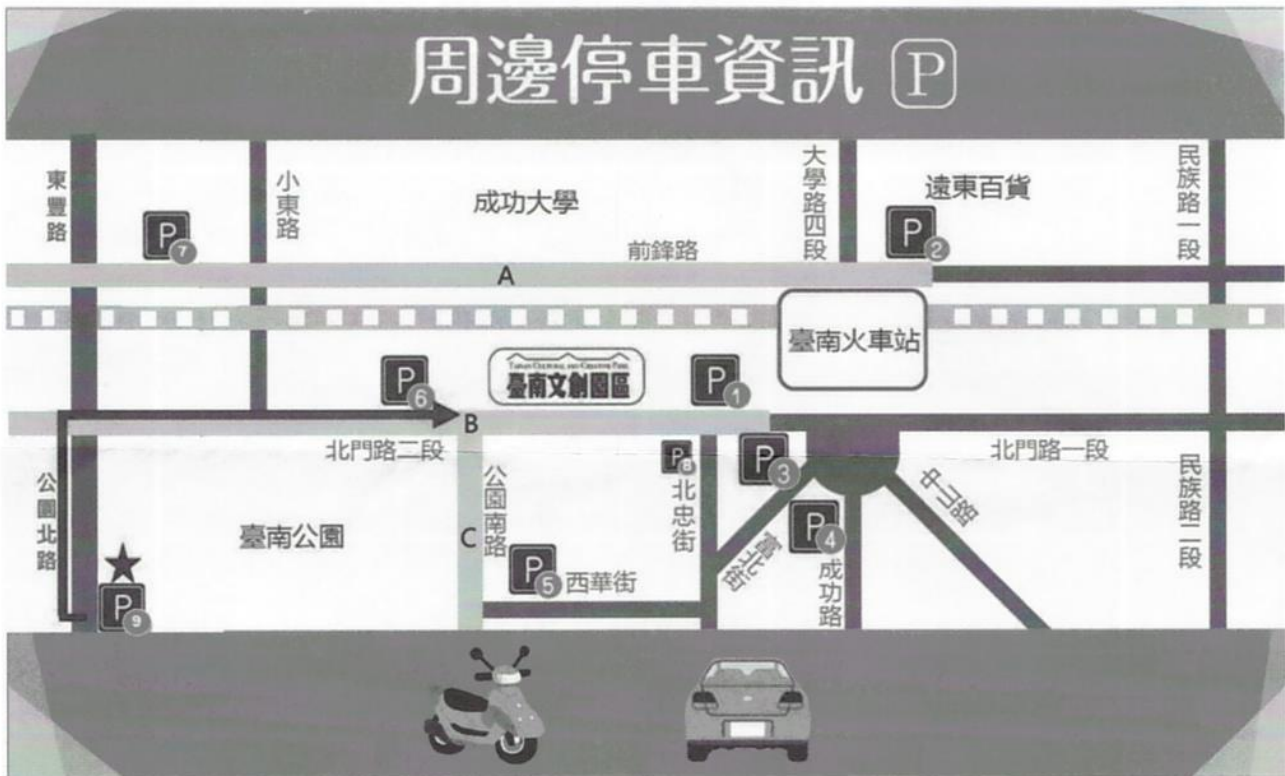 周邊停車資訊 P
東豐路
小東路
成功大學
大學路四段
遠東百貨
民族路一段
P 7
P 2
前鋒路
A
臺南火車站
P 6
TAINAN CULTURAL AND CREATIVE PARK
臺南文創園區
P 1
B
北門路二段
北門路一段
公園北路
臺南公園
公園南路
C
P 8
北忠街
P 3
中山路
民族路二段
P 4
富北街
成功路
P 5
西華街
P 9